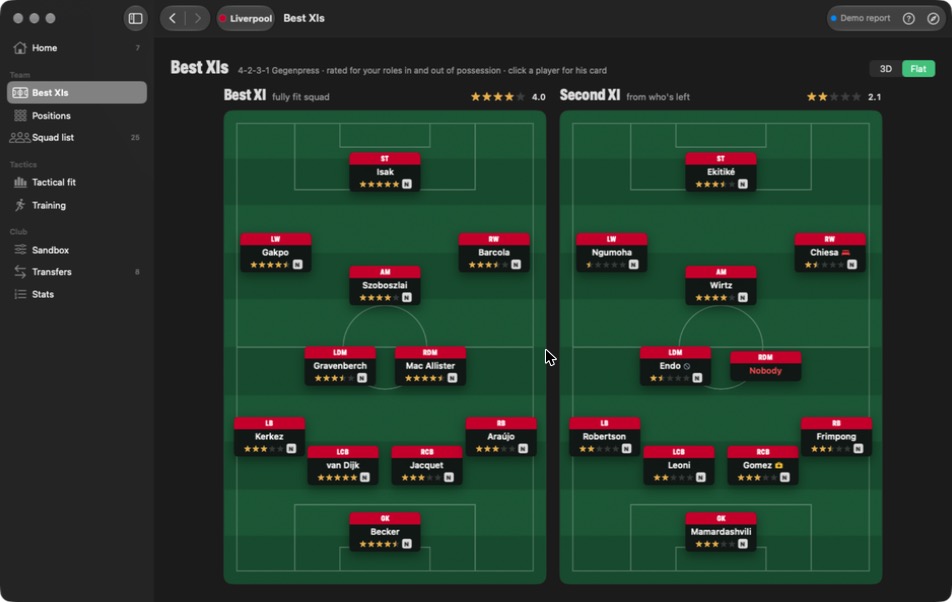 Liverpool
Best XIs
Demo report
Home 7
Team
Best XIs
Positions
Squad list 25
Tactics
Tactical fit
Training
Club
Sandbox
Transfers 6
Stats
Best XIs 4-2-3-1 Gegenpress · rated for your roles in and out of possession · click a player for his card
3D Flat
Best XI fully fit squad 4.0
ST
Isak
N
LW
Gakpo
N
RW
Barcola
N
AM
Szoboszlai
N
LDM
Gravenberch
N
RDM
Mac Allister
N
LB
Kerkez
N
RB
Araújo
N
LCB
van Dijk
N
RCB
Jacquet
N
GK
Becker
N
Second XI from who's left 2.1
ST
Ekitiké
N
LW
Ngumoha
N
RW
Chiesa
N
AM
Wirtz
N
LDM
Endo
N
RDM
Nobody
LB
Robertson
N
RB
Frimpong
N
LCB
Leoni
N
RCB
Gomez
N
GK
Mamardashvili
N